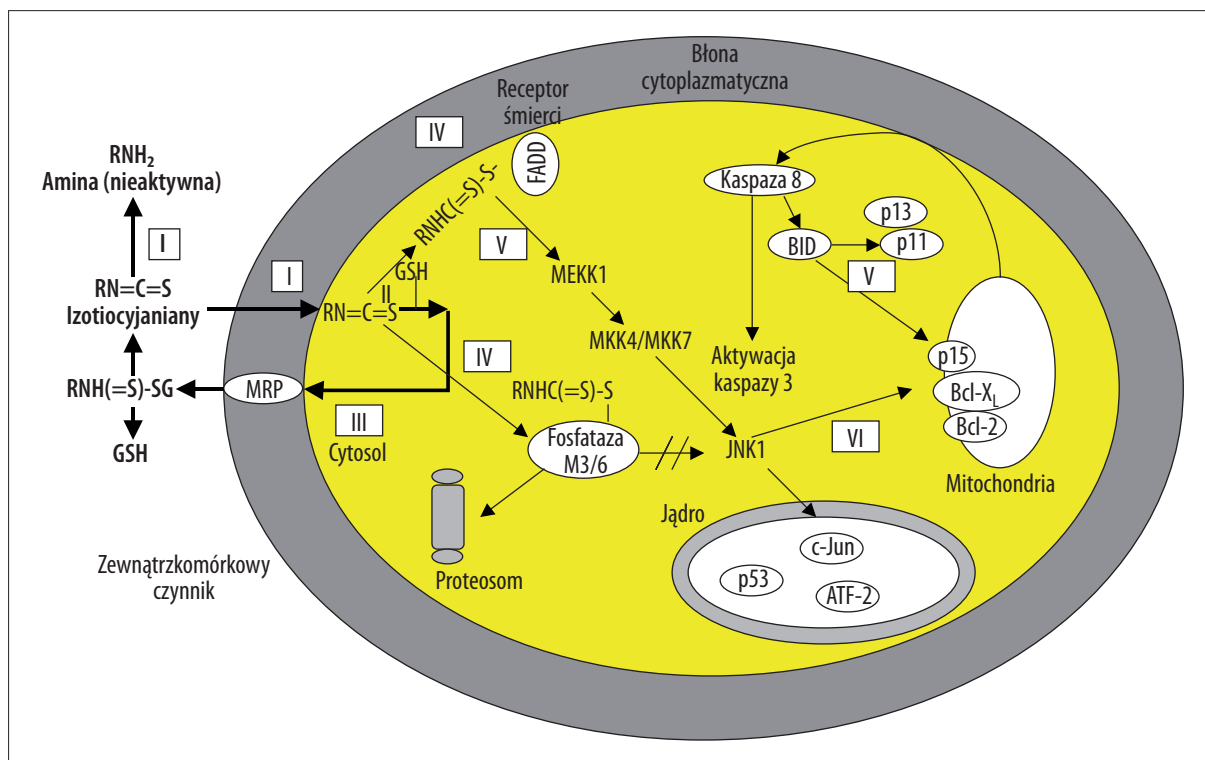 Błona
cytoplazmatyczna
Receptor
śmierci
IV
FADD
RNH₂
Amina (nieaktywna)
I
I
RN=C=S
Izotiocyjaniany
RNH(=S)-SG
GSH
MRP
RNHC(=S)-S-
V
GSH
II
RN=C=S
MEKK1
MKK4/MKK7
IV
III
Cytosol
RNHC(=S)-S
Fosfataza
M3/6
JNK1
Proteosom
Kaspaza 8
p13
BID
p11
V
Aktywacja
kaspazy 3
p15
Bcl-XL
Bcl-2
VI
Mitochondria
Jądro
c-Jun
p53
ATF-2
Zewnątrzkomórkowy
czynnik